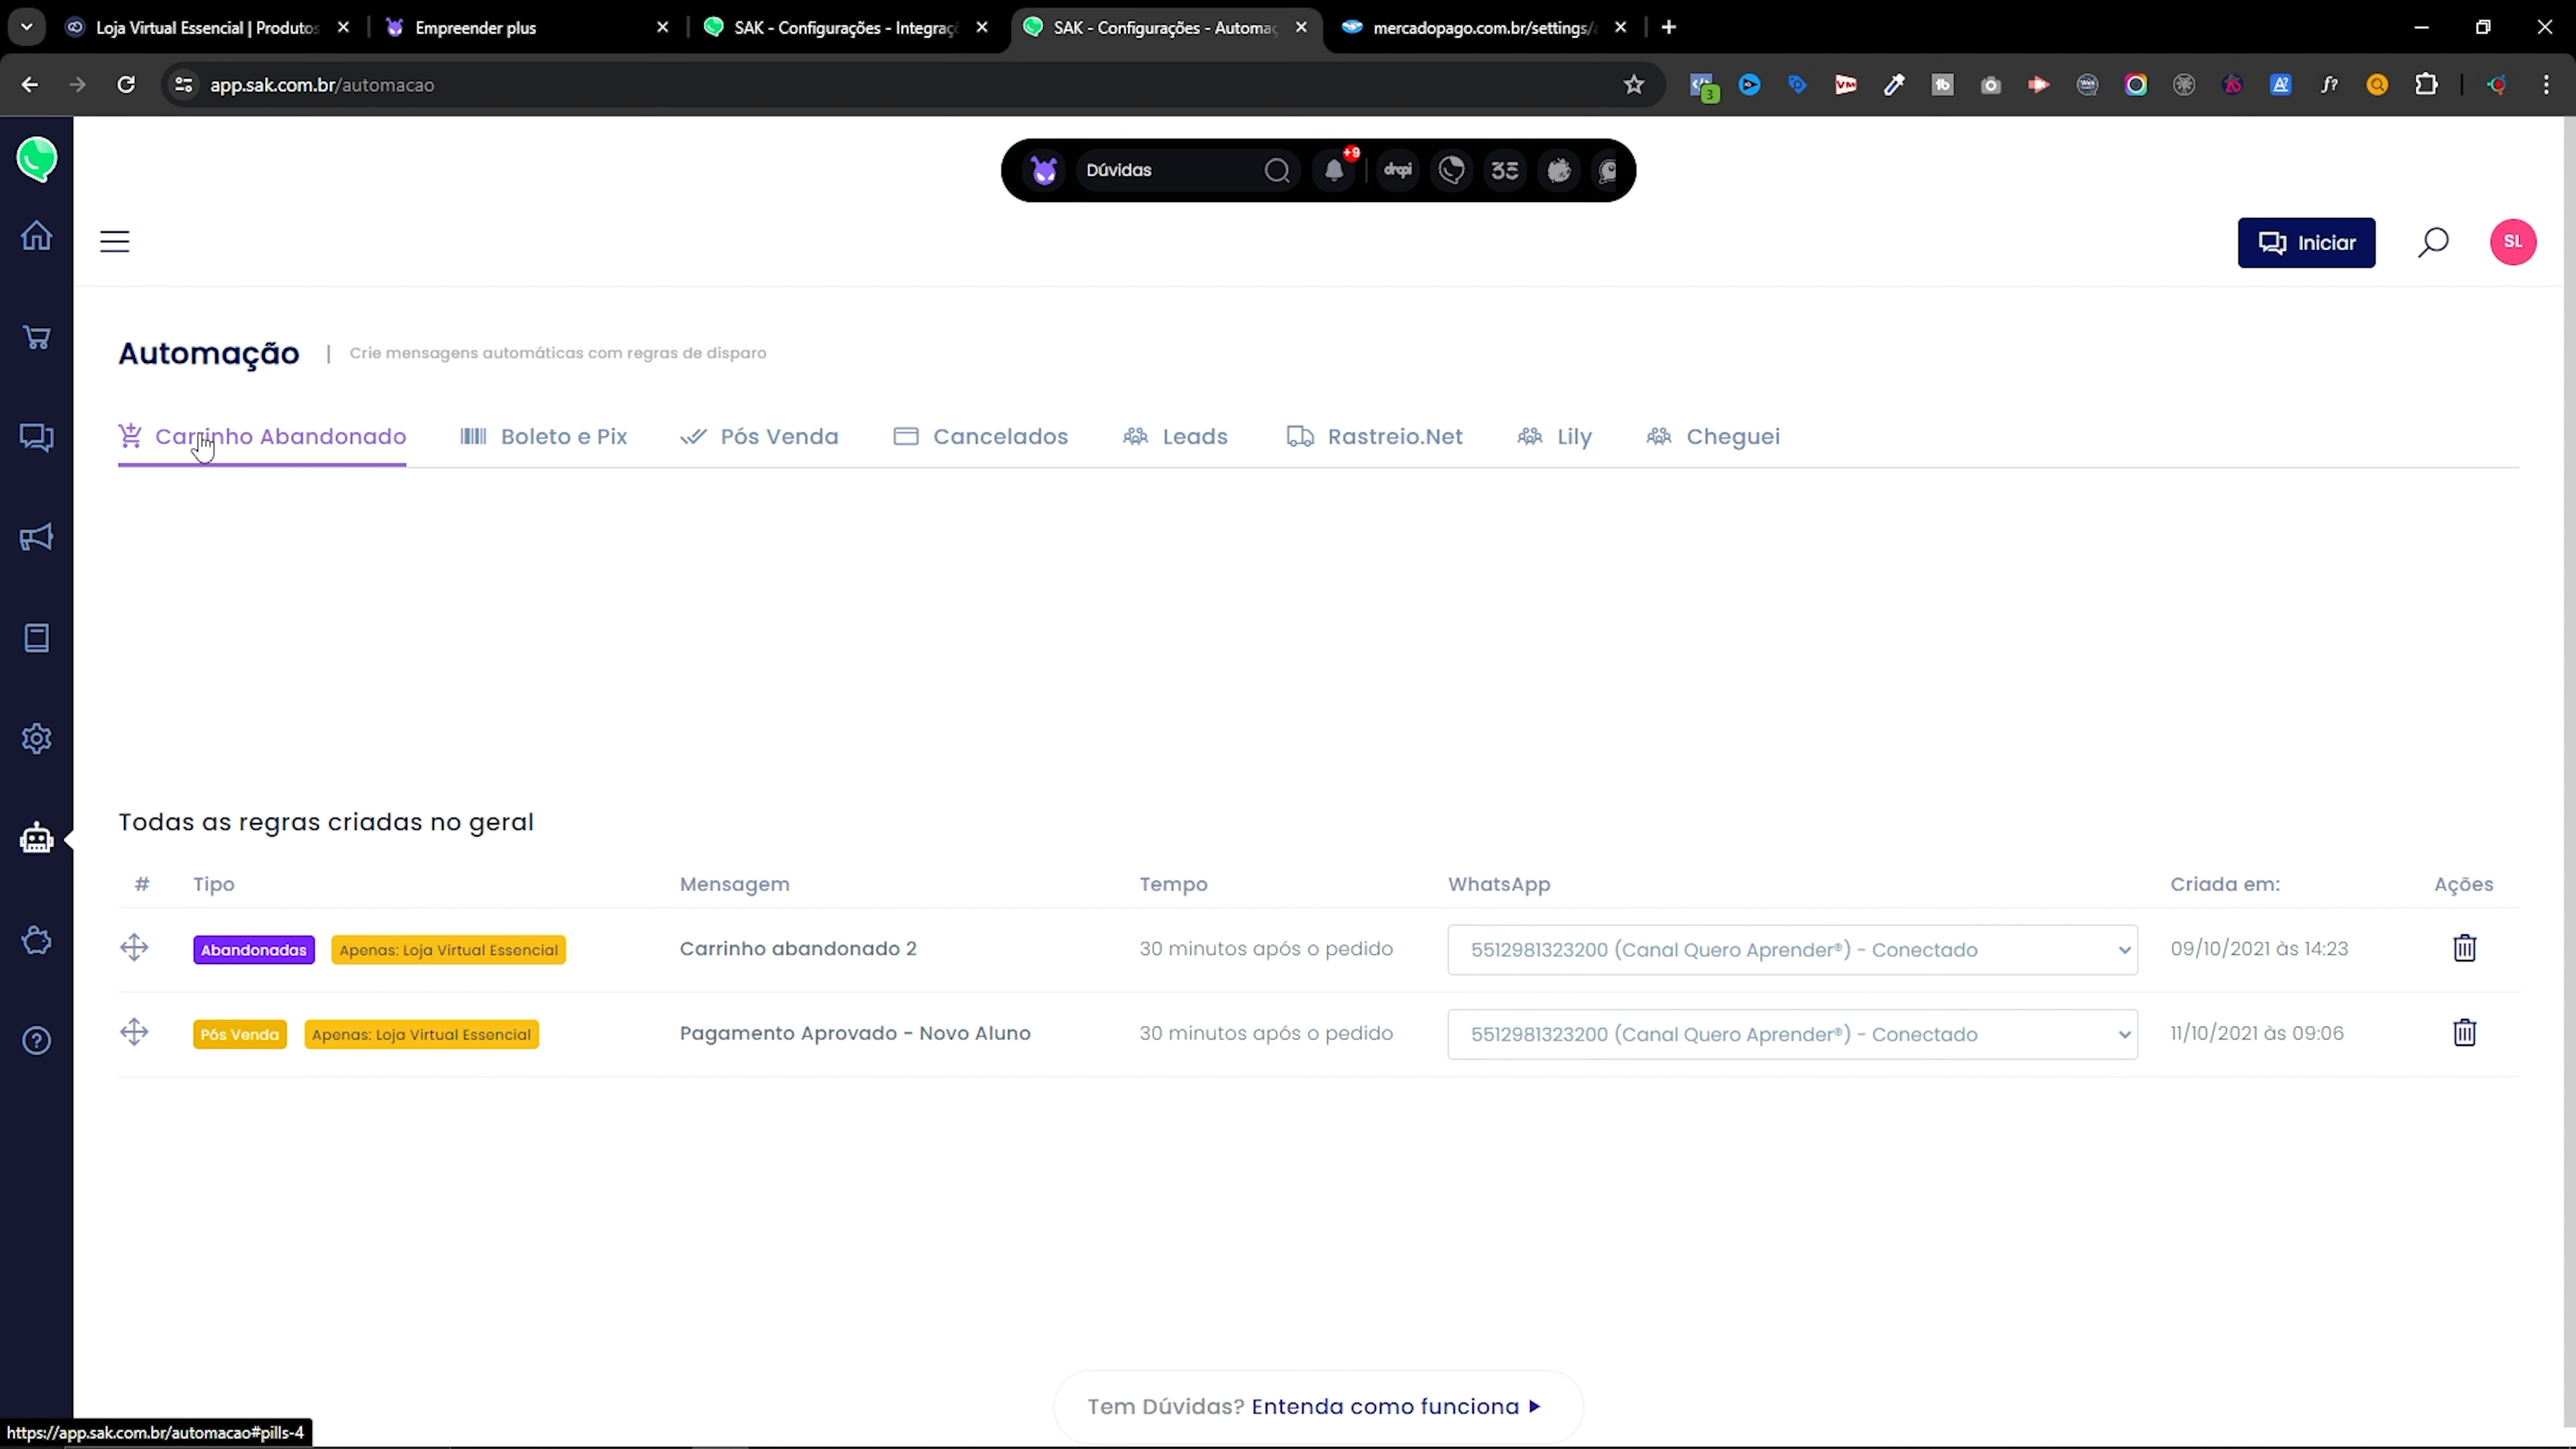 Loja Virtual Essencial | Produtos
Empreender plus
SAK - Configurações - Integraç
SAK - Configurações - Automaç
mercadopago.com.br/settings/
app.sak.com.br/automacao
3
Dúvidas
+9
drop
Iniciar
SL
Automação | Crie mensagens automáticas com regras de disparo
Carrinho Abandonado
Boleto e Pix
Pós Venda
Cancelados
Leads
Rastreio.Net
Lily
Cheguei
Todas as regras criadas no geral
# Tipo Mensagem Tempo WhatsApp Criada em: Ações
Abandonadas Apenas: Loja Virtual Essencial Carrinho abandonado 2 30 minutos após o pedido 5512981323200 (Canal Quero Aprender®) - Conectado 09/10/2021 às 14:23
Pós Venda Apenas: Loja Virtual Essencial Pagamento Aprovado - Novo Aluno 30 minutos após o pedido 5512981323200 (Canal Quero Aprender®) - Conectado 11/10/2021 às 09:06
Tem Dúvidas? Entenda como funciona
https://app.sak.com.br/automacao#pills-4